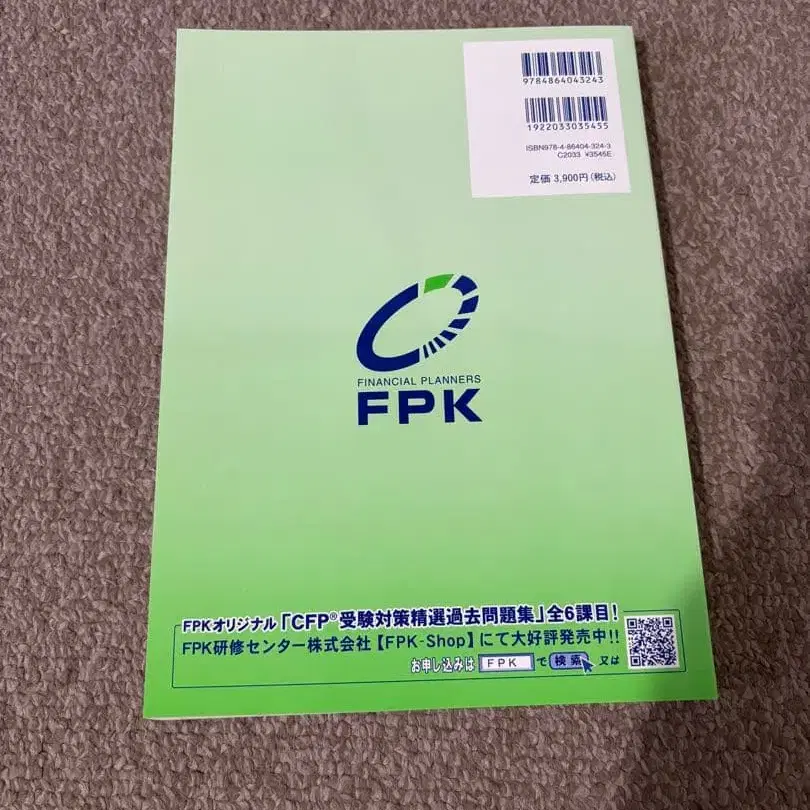 9784864043243
1922033035455
ISBN978-4-86404-324-3
C2033 ¥3545E
定価 3,900円(税込)
FINANCIAL PLANNERS
FPK
FPKオリジナル「CFP®受験対策精選過去問題集」全6課目!
FPK研修センター株式会社【FPK-Shop】にて大好評発売中!!
お申し込みは FPK で 検索 又は